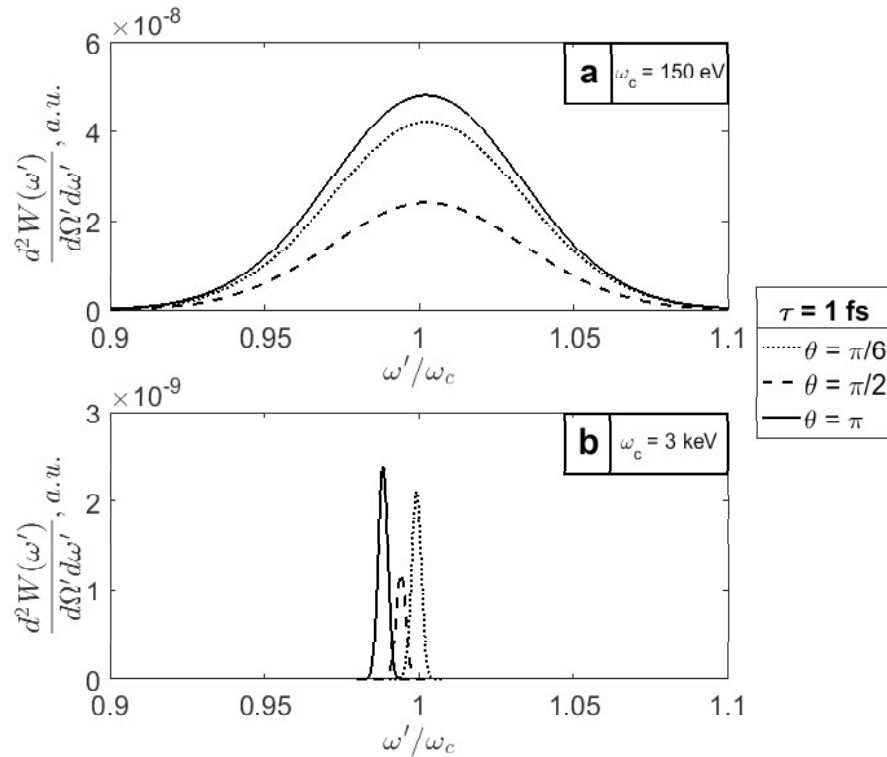 ×10⁻⁸
6
4
2
0
d²W(ω′)
dΩ′dω′
, a.u.
a
ω_c = 150 eV
0.9
0.95
1
1.05
1.1
ω′/ω_c
τ = 1 fs
θ = π/6
θ = π/2
θ = π
×10⁻⁹
3
2
1
0
d²W(ω′)
dΩ′dω′
, a.u.
b
ω_c = 3 keV
0.9
0.95
1
1.05
1.1
ω′/ω_c